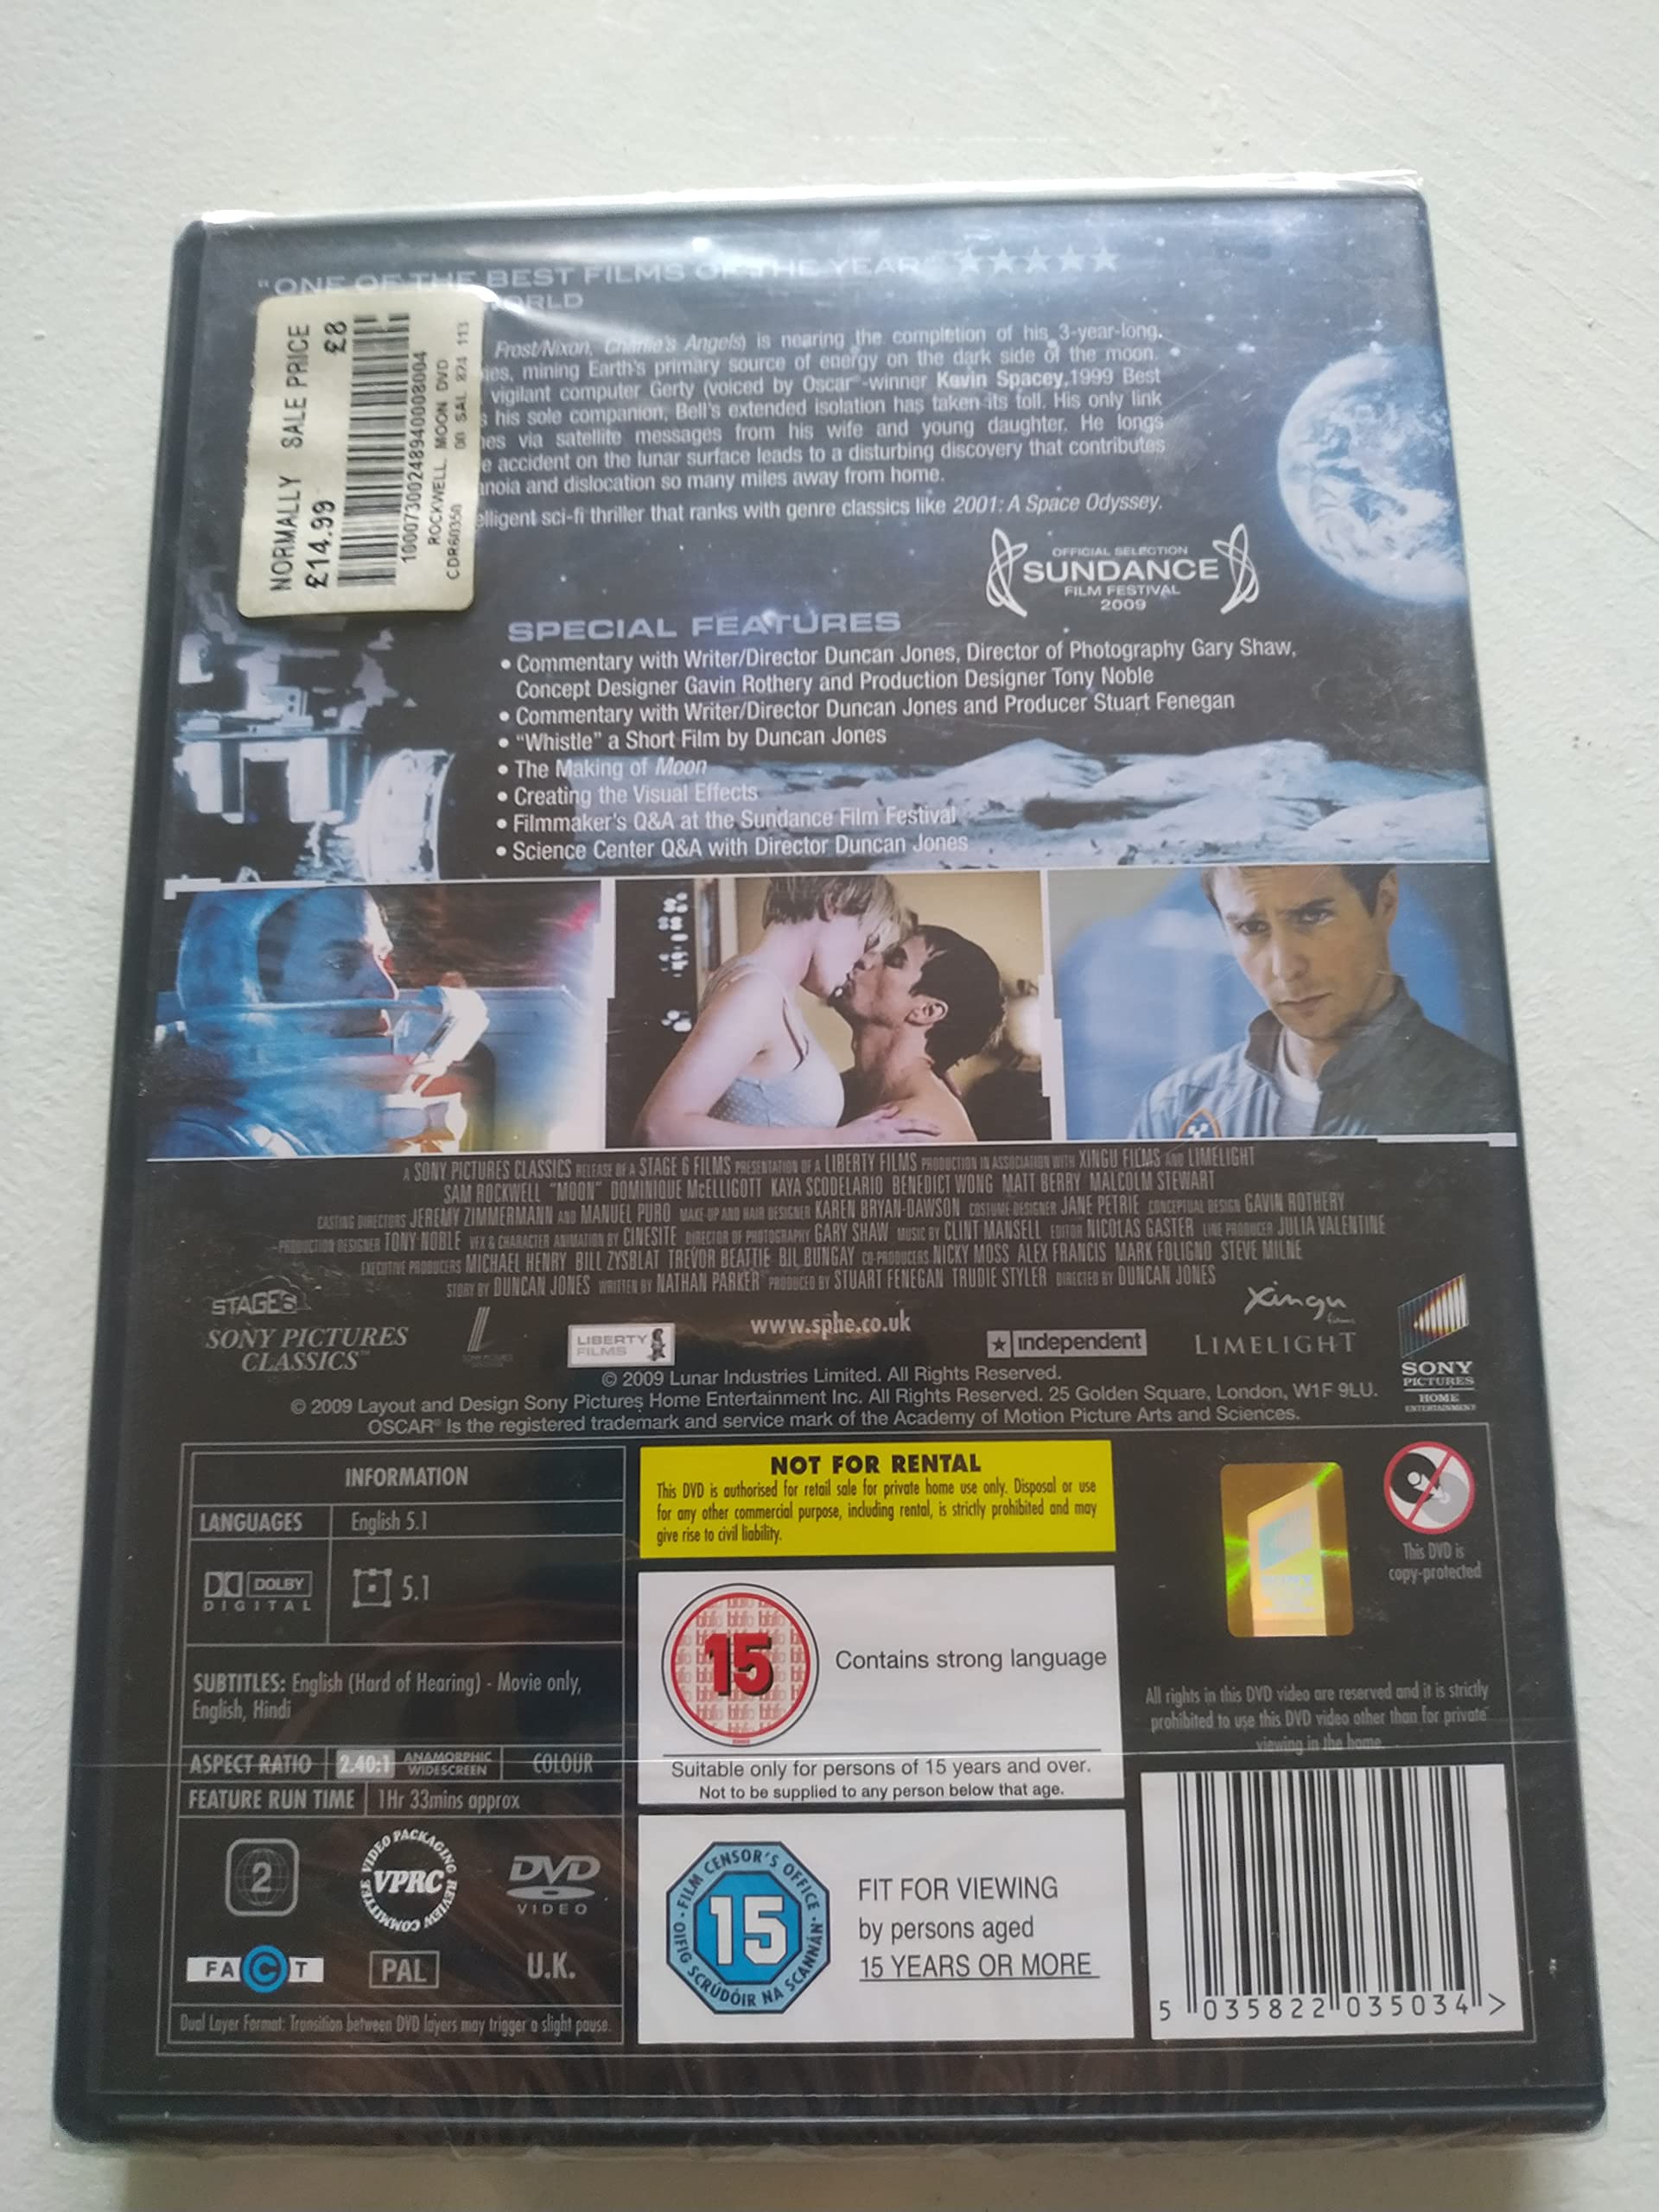 "ONE OF THE BEST FILMS OF THE YEAR" ★★★★★
ORLD
NORMALLY SALE PRICE
£14.99 £8
10007300248940008004
ROCKWELL. MOON DVD
CDR60350 00 SAL 824 113
Frost/Nixon, Charlie's Angels) is nearing the completion of his 3-year-long,
ies, mining Earth's primary source of energy on the dark side of the moon.
vigilant computer Gerty (voiced by Oscar®-winner Kevin Spacey, 1999 Best
s his sole companion, Bell's extended isolation has taken its toll. His only link
nes via satellite messages from his wife and young daughter. He longs
e accident on the lunar surface leads to a disturbing discovery that contributes
anoia and dislocation so many miles away from home.
elligent sci-fi thriller that ranks with genre classics like 2001: A Space Odyssey.
OFFICIAL SELECTION
SUNDANCE
FILM FESTIVAL
2009
SPECIAL FEATURES
• Commentary with Writer/Director Duncan Jones, Director of Photography Gary Shaw,
Concept Designer Gavin Rothery and Production Designer Tony Noble
• Commentary with Writer/Director Duncan Jones and Producer Stuart Fenegan
• "Whistle" a Short Film by Duncan Jones
• The Making of Moon
• Creating the Visual Effects
• Filmmaker's Q&A at the Sundance Film Festival
• Science Center Q&A with Director Duncan Jones
A SONY PICTURES CLASSICS RELEASE OF A STAGE 6 FILMS PRESENTATION OF A LIBERTY FILMS PRODUCTION IN ASSOCIATION WITH XINGU FILMS AND LIMELIGHT
SAM ROCKWELL "MOON" DOMINIQUE McELLIGOTT KAYA SCODELARIO BENEDICT WONG MATT BERRY MALCOLM STEWART
CASTING DIRECTORS JEREMY ZIMMERMANN AND MANUEL PURO MAKE-UP AND HAIR DESIGNER KAREN BRYAN-DAWSON COSTUME DESIGNER JANE PETRIE CONCEPTUAL DESIGN GAVIN ROTHERY
PRODUCTION DESIGNER TONY NOBLE VFX & CHARACTER ANIMATION BY CINESITE DIRECTOR OF PHOTOGRAPHY GARY SHAW MUSIC BY CLINT MANSELL EDITOR NICOLAS GASTER LINE PRODUCER JULIA VALENTINE
EXECUTIVE PRODUCERS MICHAEL HENRY BILL ZYSBLAT TREVOR BEATTIE BIL BUNGAY CO-PRODUCERS NICKY MOSS ALEX FRANCIS MARK FOLIGNO STEVE MILNE
STORY BY DUNCAN JONES WRITTEN BY NATHAN PARKER PRODUCED BY STUART FENEGAN TRUDIE STYLER DIRECTED BY DUNCAN JONES
STAGE 6
SONY PICTURES
CLASSICS™
LIBERTY
FILMS
www.sphe.co.uk
independent
Xingu
films
LIMELIGHT
SONY
PICTURES
HOME
ENTERTAINMENT
© 2009 Lunar Industries Limited. All Rights Reserved.
© 2009 Layout and Design Sony Pictures Home Entertainment Inc. All Rights Reserved. 25 Golden Square, London, W1F 9LU.
OSCAR® Is the registered trademark and service mark of the Academy of Motion Picture Arts and Sciences.
INFORMATION
LANGUAGES English 5.1
DOLBY
DIGITAL
5.1
SUBTITLES: English (Hard of Hearing) - Movie only,
English, Hindi
ASPECT RATIO 2.40:1 ANAMORPHIC WIDESCREEN COLOUR
FEATURE RUN TIME 1Hr 33mins approx
2
VIDEO PACKAGING REVIEW COMMITTEE
VPRC
DVD
VIDEO
FACT
PAL
U.K.
Dual Layer Format: Transition between DVD layers may trigger a slight pause.
NOT FOR RENTAL
This DVD is authorised for retail sale for private home use only. Disposal or use
for any other commercial purpose, including rental, is strictly prohibited and may
give rise to civil liability.
15
Contains strong language
Suitable only for persons of 15 years and over.
Not to be supplied to any person below that age.
FILM CENSOR'S OFFICE
15
OIFIG SCRÚDÓIR NA SCANNÁN
FIT FOR VIEWING
by persons aged
15 YEARS OR MORE
This DVD is
copy-protected
All rights in this DVD video are reserved and it is strictly
prohibited to use this DVD video other than for private
viewing in the home
5 035822 035034 >